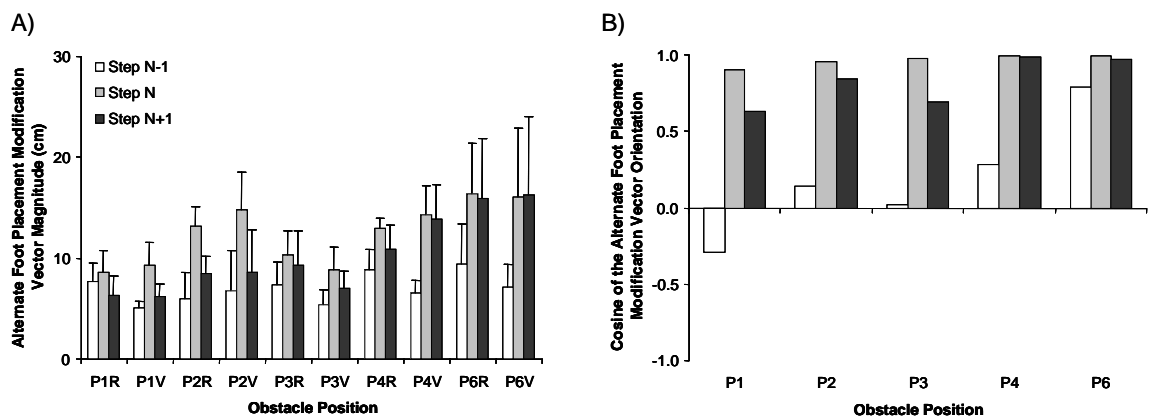 A)
Alternate Foot Placement Modification
Vector Magnitude (cm)
30
20
10
0
Step N-1
Step N
Step N+1
P1R P1V P2R P2V P3R P3V P4R P4V P6R P6V
Obstacle Position
B)
Cosine of the Alternate Foot Placement
Modification Vector Orientation
1.0
0.5
0.0
-0.5
-1.0
P1 P2 P3 P4 P6
Obstacle Position